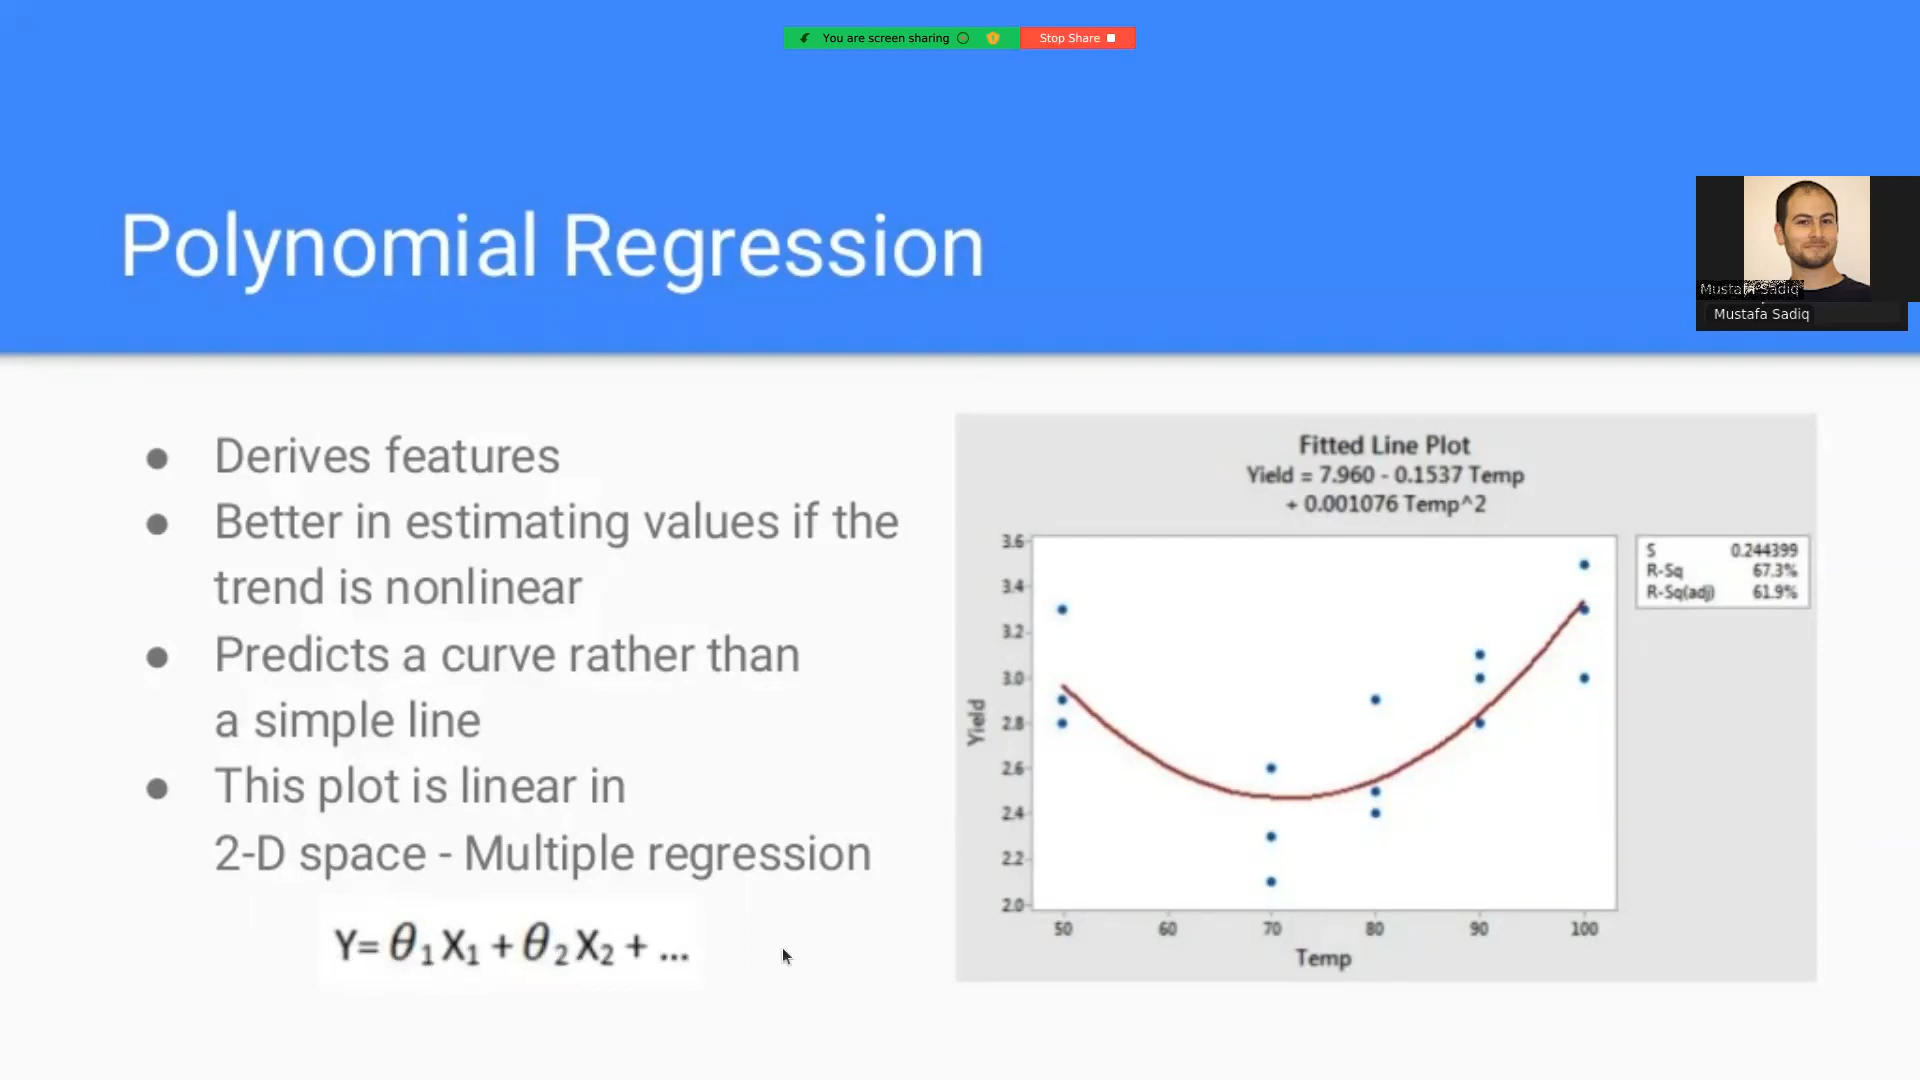 You are screen sharing
Stop Share
Polynomial Regression
Mustafa Sadiq
Mustafa Sadiq
● Derives features
● Better in estimating values if the
trend is nonlinear
● Predicts a curve rather than
a simple line
● This plot is linear in
2-D space - Multiple regression
Y= θ₁X₁ + θ₂X₂ + ...
Fitted Line Plot
Yield = 7.960 - 0.1537 Temp
+ 0.001076 Temp^2
S 0.244399
R-Sq 67.3%
R-Sq(adj) 61.9%
Yield
3.6
3.4
3.2
3.0
2.8
2.6
2.4
2.2
2.0
50 60 70 80 90 100
Temp